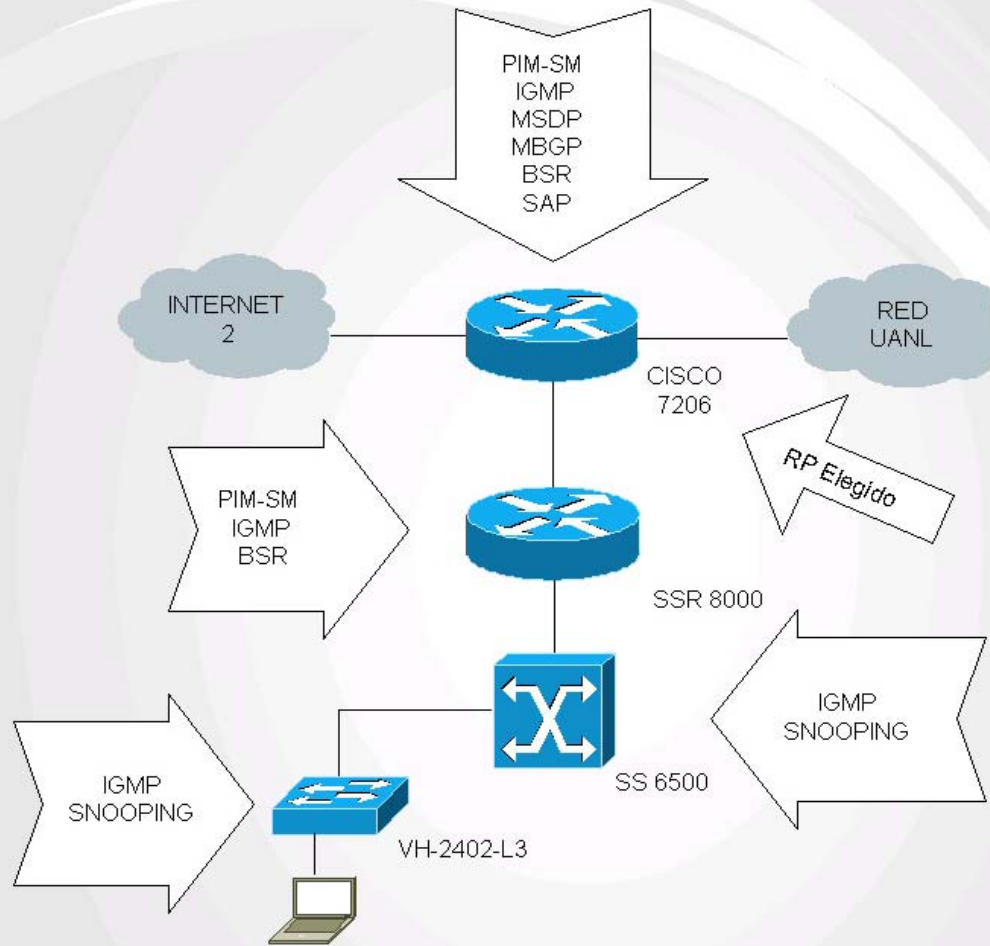 PIM-SM
IGMP
MSDP
MBGP
BSR
SAP
INTERNET
2
RED
UANL
CISCO
7206
RP Elegido
PIM-SM
IGMP
BSR
SSR 8000
IGMP
SNOOPING
SS 6500
IGMP
SNOOPING
VH-2402-L3